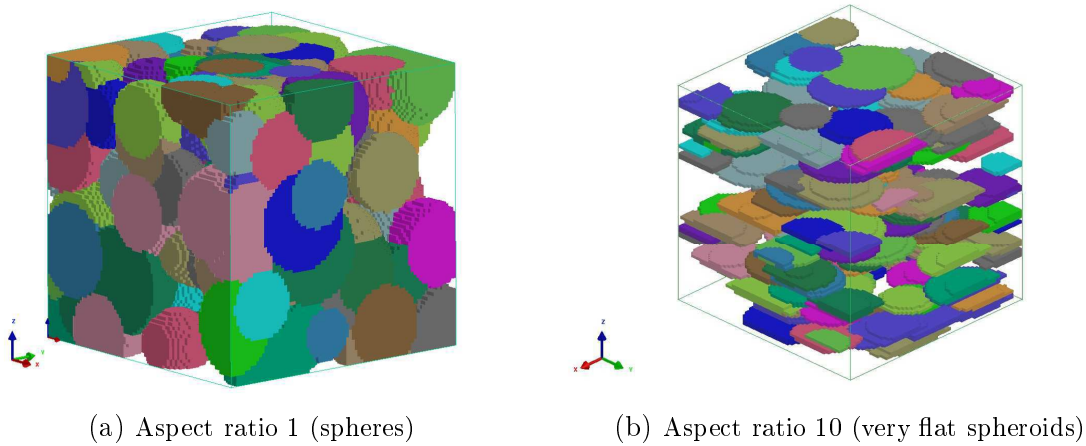 z
Y
X
z
X
Y
(a) Aspect ratio 1 (spheres)
(b) Aspect ratio 10 (very flat spheroids)